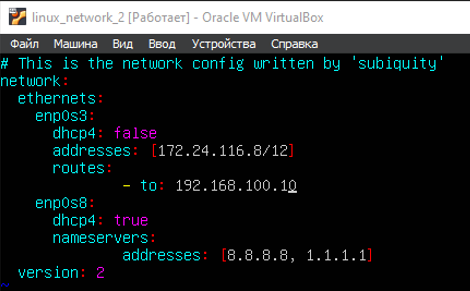 linux_network_2 [Работает] - Oracle VM VirtualBox
Файл Машина Вид Ввод Устройства Справка
# This is the network config written by 'subiquity'
network:
  ethernets:
    enp0s3:
      dhcp4: false
      addresses: [172.24.116.8/12]
      routes:
              - to: 192.168.100.10
    enp0s8:
      dhcp4: true
      nameservers:
              addresses: [8.8.8.8, 1.1.1.1]
  version: 2
~